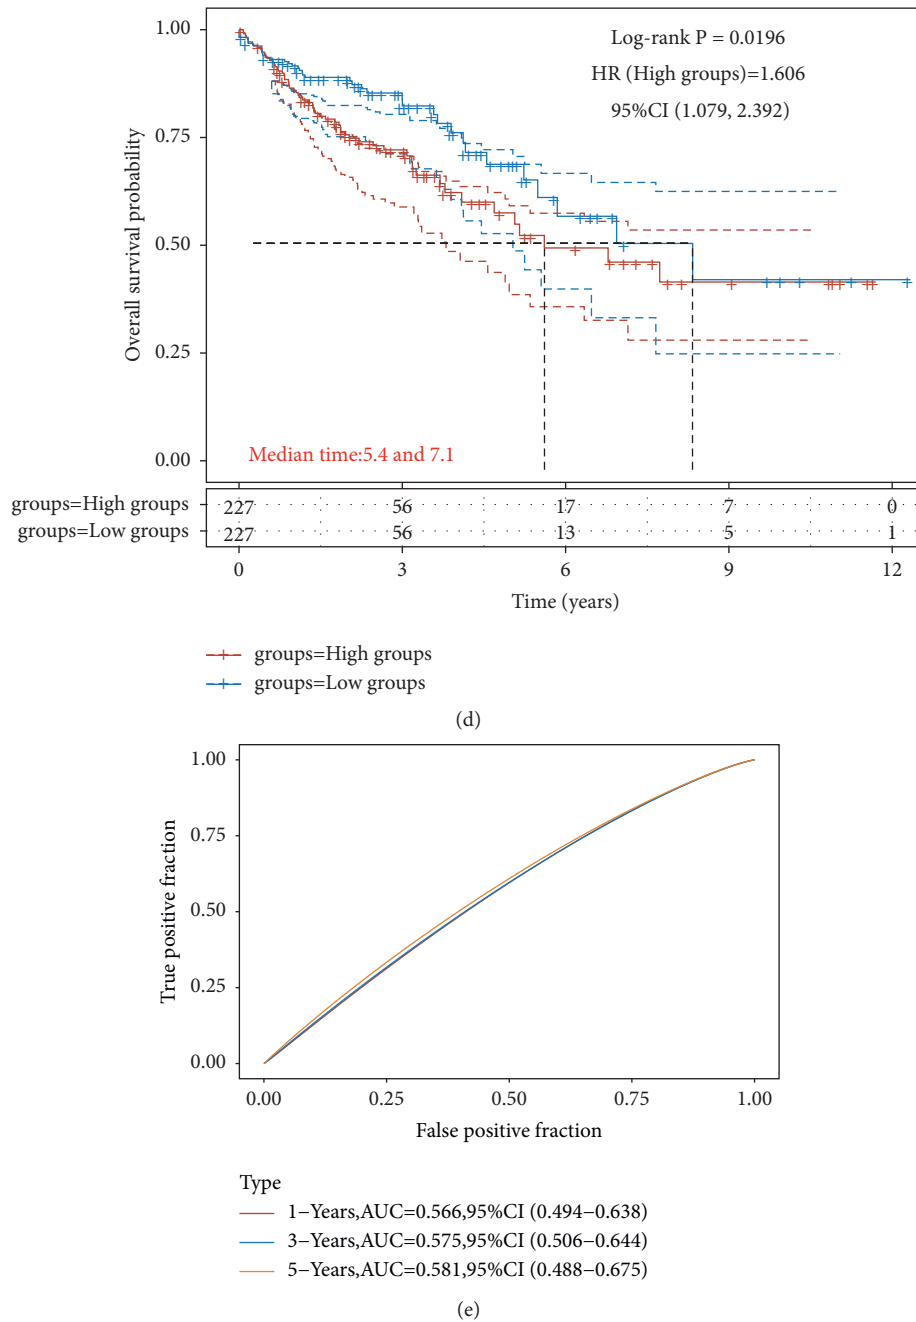 1.00
0.75
0.50
0.25
0.00
Overall survival probability
Log-rank P = 0.0196
HR (High groups)=1.606
95%CI (1.079, 2.392)
Median time:5.4 and 7.1
groups=High groups 227 56 17 7 0
groups=Low groups 227 56 13 5 1
0 3 6 9 12
Time (years)
groups=High groups
groups=Low groups
(d)
1.00
0.75
0.50
0.25
0.00
True positive fraction
0.00 0.25 0.50 0.75 1.00
False positive fraction
Type
1−Years,AUC=0.566,95%CI (0.494−0.638)
3−Years,AUC=0.575,95%CI (0.506−0.644)
5−Years,AUC=0.581,95%CI (0.488−0.675)
(e)